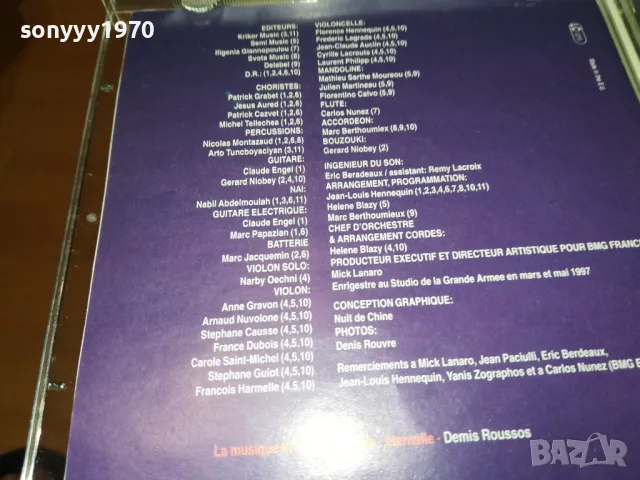 sonyyy1970
EDITEURS:
Kriker Music (3,11)
Semi Music (8)
Higenia Giannopoulou (7)
Svota Music (8)
Delabel (9)
D.R.: (1,2,4,6,10)
CHORISTES:
Patrick Grabet (1,2,6)
Jesus Aured (1,2,6)
Patrick Cazvet (1,2,6)
Michel Tellechea (1,2,6)
PERCUSSIONS:
Nicolas Montazaud (1,2,6,8)
Arto Tuncboyaciyan (3,11)
GUITARE:
Claude Engel (1)
Gerard Niobey (2,4,10)
NAI:
Nabil Abdelmoulah (1,3,6,11)
GUITARE ELECTRIQUE:
Claude Engel (1)
Marc Papazian (1,6)
BATTERIE
Marc Jacquemin (2,6)
VIOLON SOLO:
Narby Oechni (4)
VIOLON:
Anne Gravon (4,5,10)
Arnaud Nuvolone (4,5,10)
Stephane Causse (4,5,10)
France Dubois (4,5,10)
Carole Saint-Michel (4,5,10)
Stephane Guiot (4,5,10)
Francois Harmelle (4,5,10)
VIOLONCELLE:
Florence Hennequin (4,5,10)
Frederic Legrade (4,5,10)
Jean-Claude Auclin (4,5,10)
Cyrille Lacrouts (4,5,10)
Laurent Philipp (4,5,10)
MANDOLINE:
Mathieu Sarthe Moureou (5,9)
Julien Martineau (5,9)
Florentino Calvo (5,9)
FLUTE:
Carlos Nunez (7)
ACCORDEON:
Marc Berthoumiex (8,9,10)
BOUZOUKI:
Gerard Niobey (2)
INGENIEUR DU SON:
Eric Beradeaux / assistant: Remy Lacroix
ARRANGEMENT, PROGRAMMATION:
Jean-Louis Hennequin (1,2,3,4,6,7,8,10,11)
Helene Blazy (5)
Marc Berthoumieux (9)
CHEF D'ORCHESTRE
& ARRANGEMENT CORDES:
Helene Blazy (4,10)
PRODUCTEUR EXECUTIF ET DIRECTEUR ARTISTIQUE POUR BMG FRANCE
Mick Lanaro
Enrigestre au Studio de la Grande Armee en mars et mai 1997
CONCEPTION GRAPHIQUE:
Nuit de Chine
PHOTOS:
Denis Rouvre
Remerciements a Mick Lanaro, Jean Paciulli, Eric Berdeaux,
Jean-Louis Hennequin, Yanis Zographos et a Carlos Nunez (BMG
La musique - Demis Roussos
BAZAR
bg